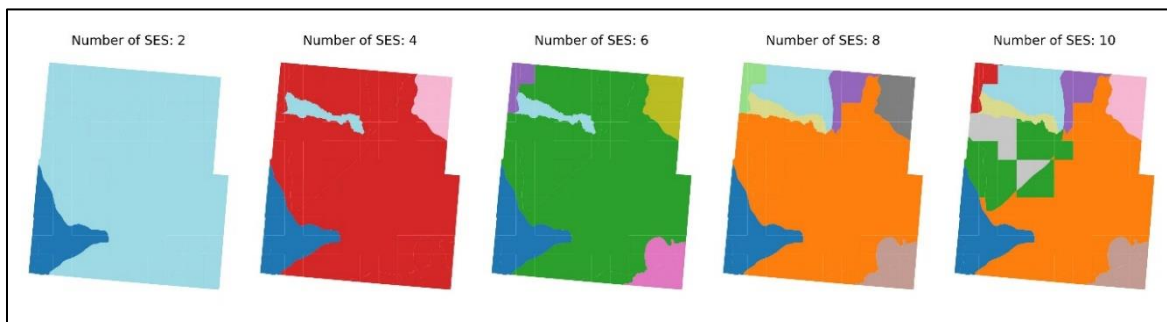 Number of SES: 2
Number of SES: 4
Number of SES: 6
Number of SES: 8
Number of SES: 10